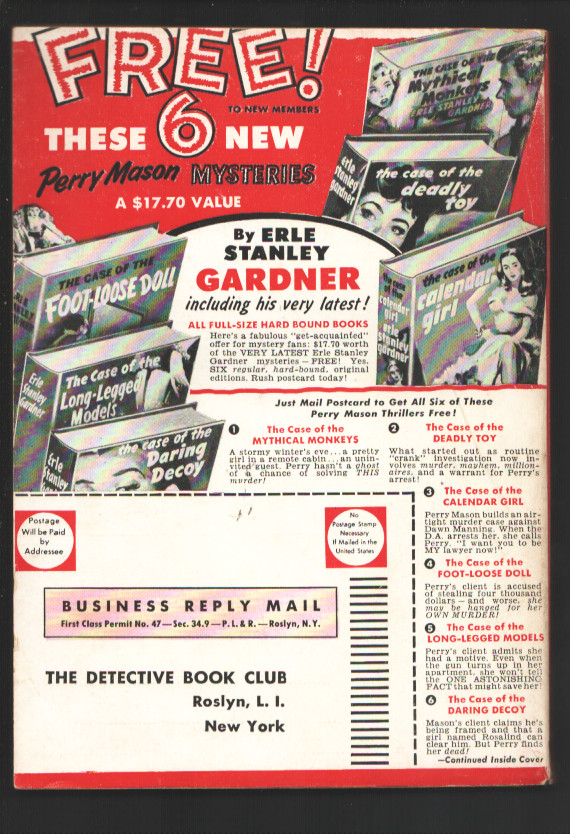 FREE!
TO NEW MEMBERS
THESE 6 NEW
Perry Mason MYSTERIES
A $17.70 VALUE
THE CASE OF THE
Mythical
Monkeys
ERLE STANLEY
GARDNER
Erle
Stanley
Gardner
the case of the
deadly
toy
By ERLE
STANLEY
GARDNER
including his very latest!
ALL FULL-SIZE HARD BOUND BOOKS
Here's a fabulous "get-acquainted"
offer for mystery fans: $17.70 worth
of the VERY LATEST Erle Stanley
Gardner mysteries — FREE! Yes,
SIX regular, hard-bound, original
editions. Rush postcard today!
THE CASE OF THE
FOOT-LOOSE DOLL
the case of the
calendar
girl
erle
stanley
gardner
the case of the
calendar
girl
Erle
Stanley
Gardner
The Case of the
Long-Legged
Models
Erle
Stanley
the case of the
Daring
Decoy
Just Mail Postcard to Get All Six of These
Perry Mason Thrillers Free!
1 The Case of the
MYTHICAL MONKEYS
A stormy winter's eve...a pretty
girl in a remote cabin...an unin-
vited guest. Perry hasn't a ghost
of a chance of solving THIS
murder!
2 The Case of the
DEADLY TOY
What started out as routine
"crank" investigation now in-
volves murder, mayhem, million-
aires, and a warrant for Perry's
arrest!
3 The Case of the
CALENDAR GIRL
Perry Mason builds an air-
tight murder case against
Dawn Manning. When the
D.A. arrests her, she calls
Perry. "I want you to be
MY lawyer now!"
4 The Case of the
FOOT-LOOSE DOLL
Perry's client is accused
of stealing four thousand
dollars — and worse, she
may be hanged for her
OWN MURDER!
5 The Case of the
LONG-LEGGED MODELS
Perry's client admits she
had a motive. Even when
the gun turns up in her
apartment, she won't tell
the ONE ASTONISHING
FACT that might save her!
6 The Case of the
DARING DECOY
Mason's client claims he's
being framed and that a
girl named Rosalind can
clear him. But Perry finds
her dead!
—Continued Inside Cover
Postage
Will be Paid
by
Addressee
No
Postage Stamp
Necessary
If Mailed in the
United States
BUSINESS REPLY MAIL
First Class Permit No. 47—Sec. 34.9—P. L. & R.—Roslyn, N. Y.
THE DETECTIVE BOOK CLUB
Roslyn, L. I.
New York